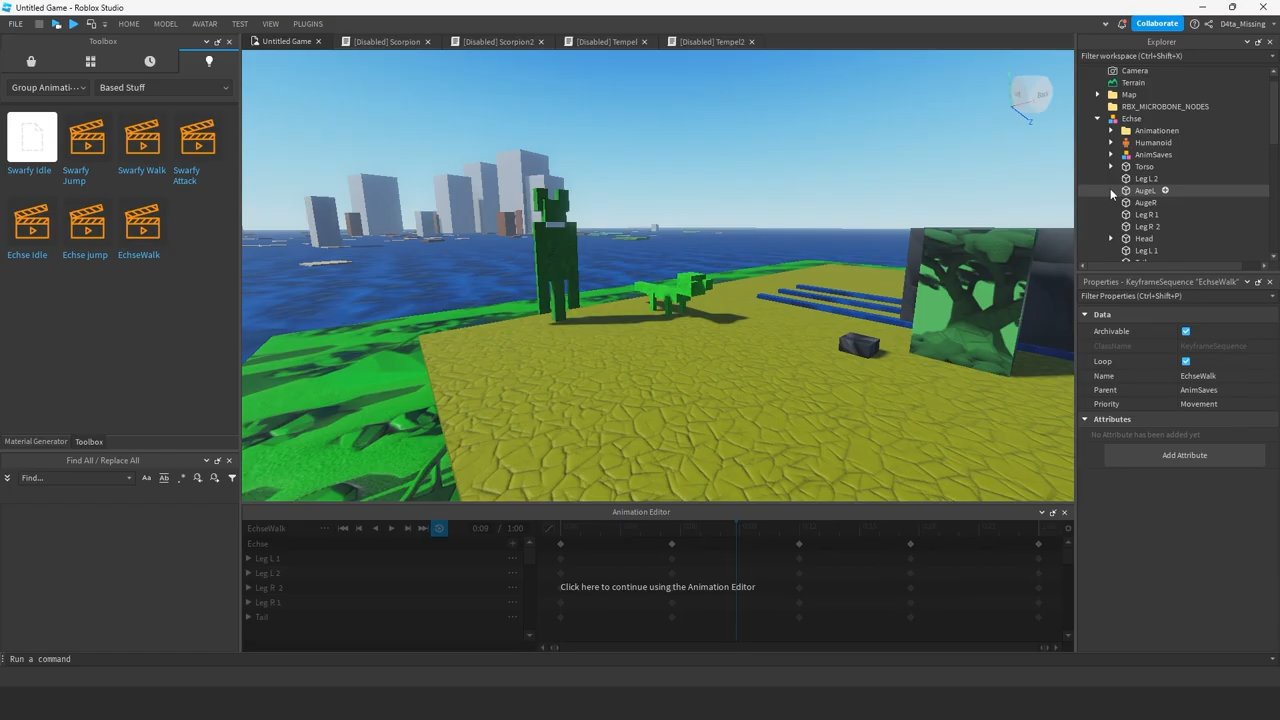 Untitled Game - Roblox Studio
FILE HOME MODEL AVATAR TEST VIEW PLUGINS Collaborate D4ta_Missing
Toolbox
Untitled Game
[Disabled] Scorpion
[Disabled] Scorpion2
[Disabled] Tempel
[Disabled] Tempel2
Group Animati··· Based Stuff
Swarfy Idle
Swarfy Jump
Swarfy Walk
Swarfy Attack
Echse Idle
Echse jump
EchseWalk
Material Generator Toolbox
Find All / Replace All
Find...
Aa Ab
Back
Z
Explorer
Filter workspace (Ctrl+Shift+X)
Camera
Terrain
Map
RBX_MICROBONE_NODES
Echse
Animationen
Humanoid
AnimSaves
Torso
Leg L 2
AugeL
AugeR
Leg R 1
Leg R 2
Head
Leg L 1
Properties - KeyframeSequence "EchseWalk"
Filter Properties (Ctrl+Shift+P)
Data
Archivable
ClassName KeyframeSequence
Loop
Name EchseWalk
Parent AnimSaves
Priority Movement
Attributes
No Attribute has been added yet
Add Attribute
Animation Editor
EchseWalk 0:09 / 1:00
Echse
Leg L 1
Leg L 2
Leg R 2
Leg R 1
Tail
Click here to continue using the Animation Editor
Run a command